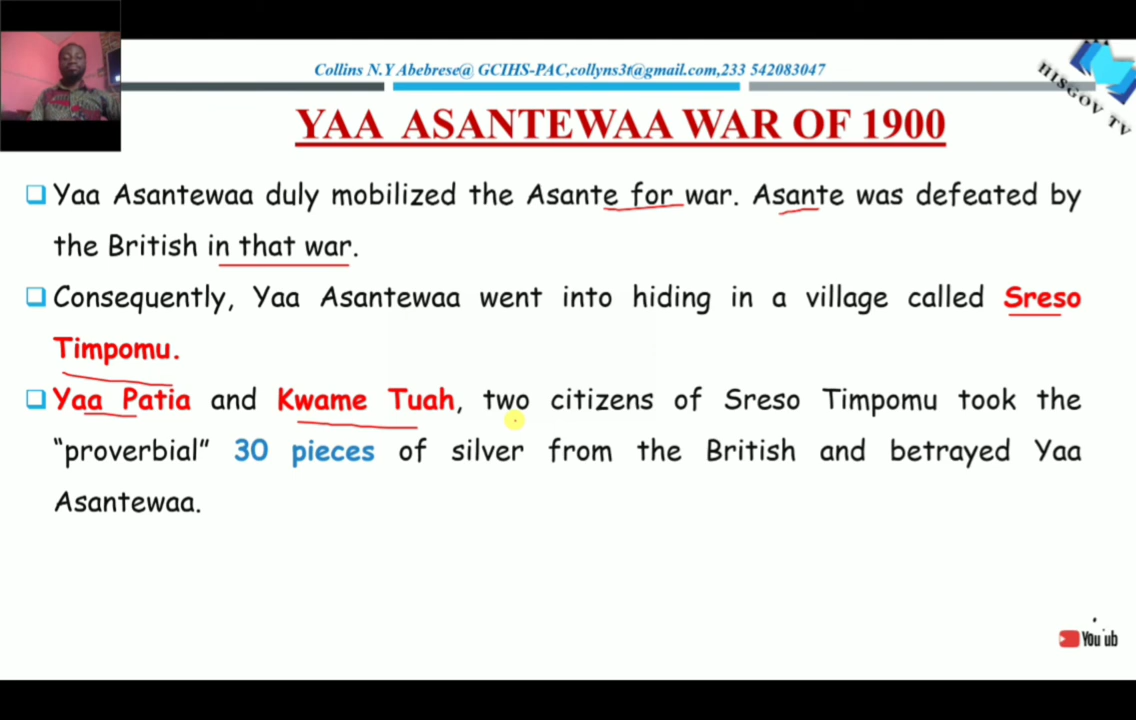 Collins N.Y Abebrese@ GCIHS-PAC,collyns3t@gmail.com,233 542083047
HISGOV TV
YAA ASANTEWAA WAR OF 1900
Yaa Asantewaa duly mobilized the Asante for war. Asante was defeated by
the British in that war.
Consequently, Yaa Asantewaa went into hiding in a village called Sreso
Timpomu.
Yaa Patia and Kwame Tuah, two citizens of Sreso Timpomu took the
“proverbial” 30 pieces of silver from the British and betrayed Yaa
Asantewaa.
You ub